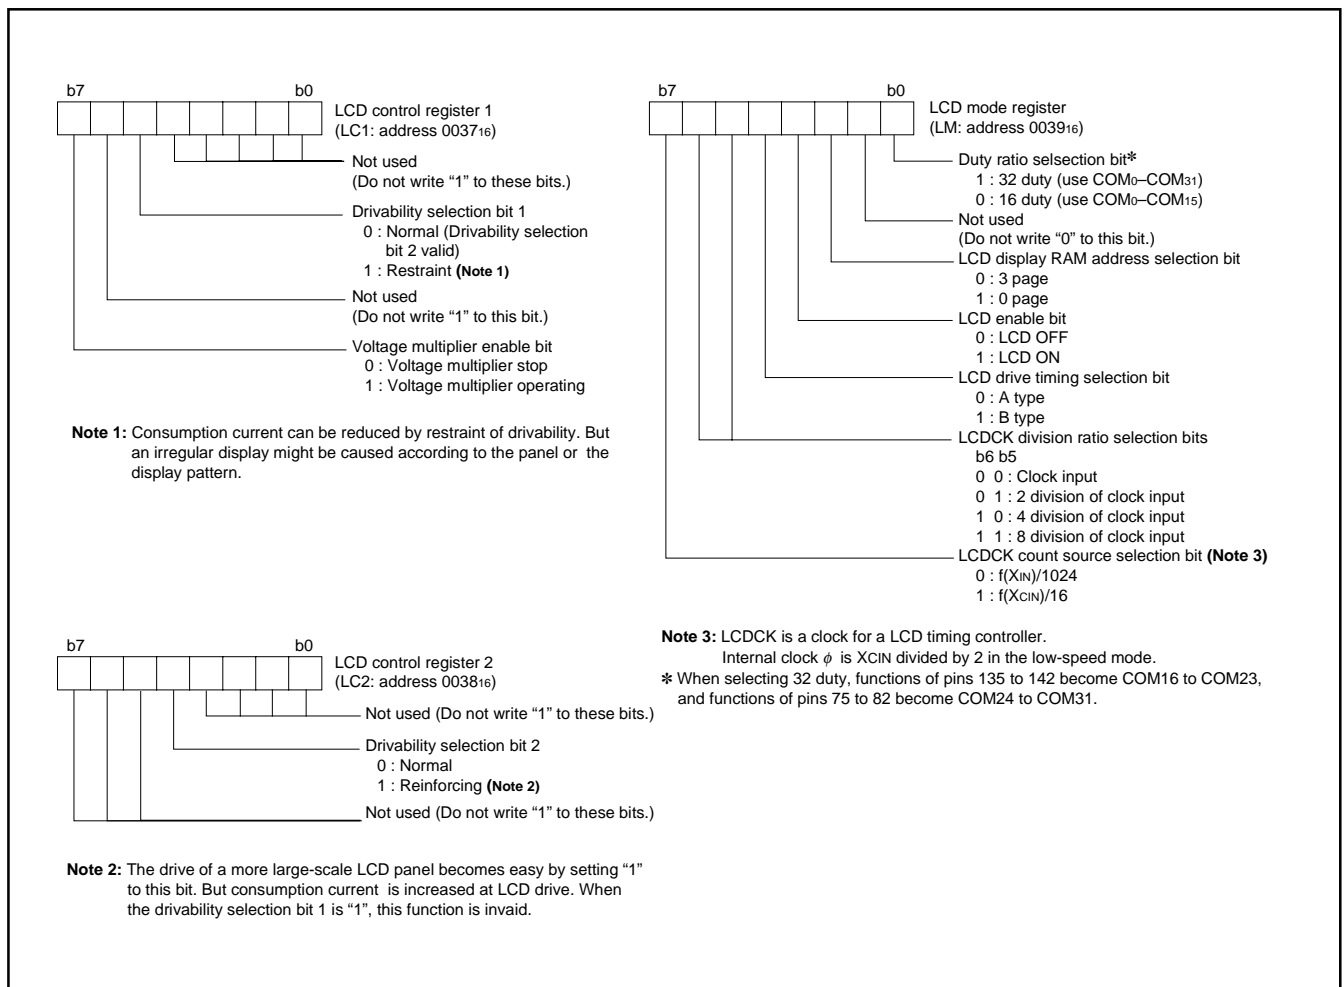 b7 b0
LCD control register 1
(LC1: address 003716)
Not used
(Do not write “1” to these bits.)
Drivability selection bit 1
0 : Normal (Drivability selection
bit 2 valid)
1 : Restraint (Note 1)
Not used
(Do not write “1” to this bit.)
Voltage multiplier enable bit
0 : Voltage multiplier stop
1 : Voltage multiplier operating
Note 1: Consumption current can be reduced by restraint of drivability. But
an irregular display might be caused according to the panel or the
display pattern.
b7 b0
LCD control register 2
(LC2: address 003816)
Not used (Do not write “1” to these bits.)
Drivability selection bit 2
0 : Normal
1 : Reinforcing (Note 2)
Not used (Do not write “1” to these bits.)
Note 2: The drive of a more large-scale LCD panel becomes easy by setting “1”
to this bit. But consumption current is increased at LCD drive. When
the drivability selection bit 1 is “1”, this function is invaid.
b7 b0
LCD mode register
(LM: address 003916)
Duty ratio selsection bit✻
1 : 32 duty (use COM0–COM31)
0 : 16 duty (use COM0–COM15)
Not used
(Do not write “0” to this bit.)
LCD display RAM address selection bit
0 : 3 page
1 : 0 page
LCD enable bit
0 : LCD OFF
1 : LCD ON
LCD drive timing selection bit
0 : A type
1 : B type
LCDCK division ratio selection bits
b6 b5
0 0 : Clock input
0 1 : 2 division of clock input
1 0 : 4 division of clock input
1 1 : 8 division of clock input
LCDCK count source selection bit (Note 3)
0 : f(XIN)/1024
1 : f(XCIN)/16
Note 3: LCDCK is a clock for a LCD timing controller.
Internal clock ϕ is XCIN divided by 2 in the low-speed mode.
✻ When selecting 32 duty, functions of pins 135 to 142 become COM16 to COM23,
and functions of pins 75 to 82 become COM24 to COM31.